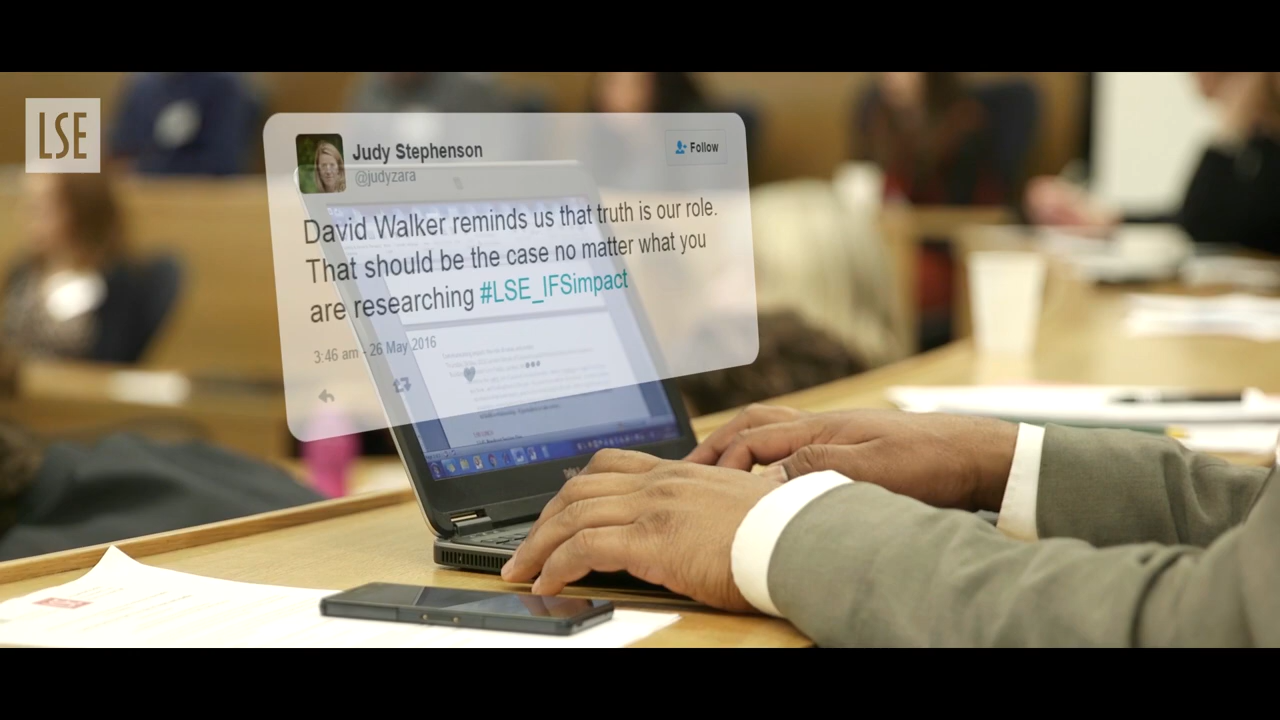 LSE
Judy Stephenson
@judyzara
Follow
David Walker reminds us that truth is our role.
That should be the case no matter what you
are researching #LSE_IFSimpact
3:46 am - 26 May 2016
DELL